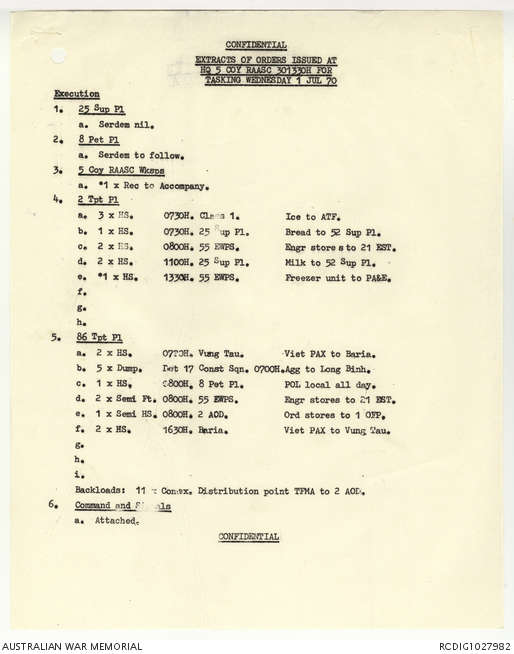 CONFIDENTIAL
EXTRACTS OF ORDERS ISSUED AT
HQ 5 COY RAASC 301330H FOR
TASKING WEDNESDAY 1 JUL 70
Execution
1. 25 Sup Pl
a. Serdem nil.
2. 8 Pet Pl
a. Serdem to follow.
3. 5 Coy RAASC Wksps
a. *1 x Rec to Accompany.
4. 2 Tpt Pl
a. 3 x HS. 0730H. Class 1. Ice to ATF.
b. 1 x HS. 0730H. 25 Sup Pl. Bread to 52 Sup Pl.
c. 2 x HS. 0800H. 55 EWPS. Engr stores to 21 EST.
d. 2 x HS. 1100H. 25 Sup Pl. Milk to 52 Sup Pl.
e. *1 x HS. 1330H. 55 EWPS. Freezer unit to PA&E.
f.
g.
h.
5. 86 Tpt Pl
a. 2 x HS. Vung Tau. Viet PAX to Baria.
b. 5 x Dump. Det 17 Const Sqn. 0700H. Agg to Long Binh.
c. 1 x HS. 0800H. 8 Pet Pl. POL local all day.
d. 2 x Semi Ft. 0800H. 55 EWPS. Engr stores to 21 EST.
e. 1 x Semi HS. 0800H. 2 AOD. Ord stores to 1 OFP.
f. 2 x HS. 1630H. Baria. Viet PAX to Vung Tau.
g.
h.
i.
Backloads: 11 x Conex. Distribution point TFMA to 2 AOD.
6. Command and Signals
a. Attached.
CONFIDENTIAL
AUSTRALIAN WAR MEMORIAL RCDIG1027982